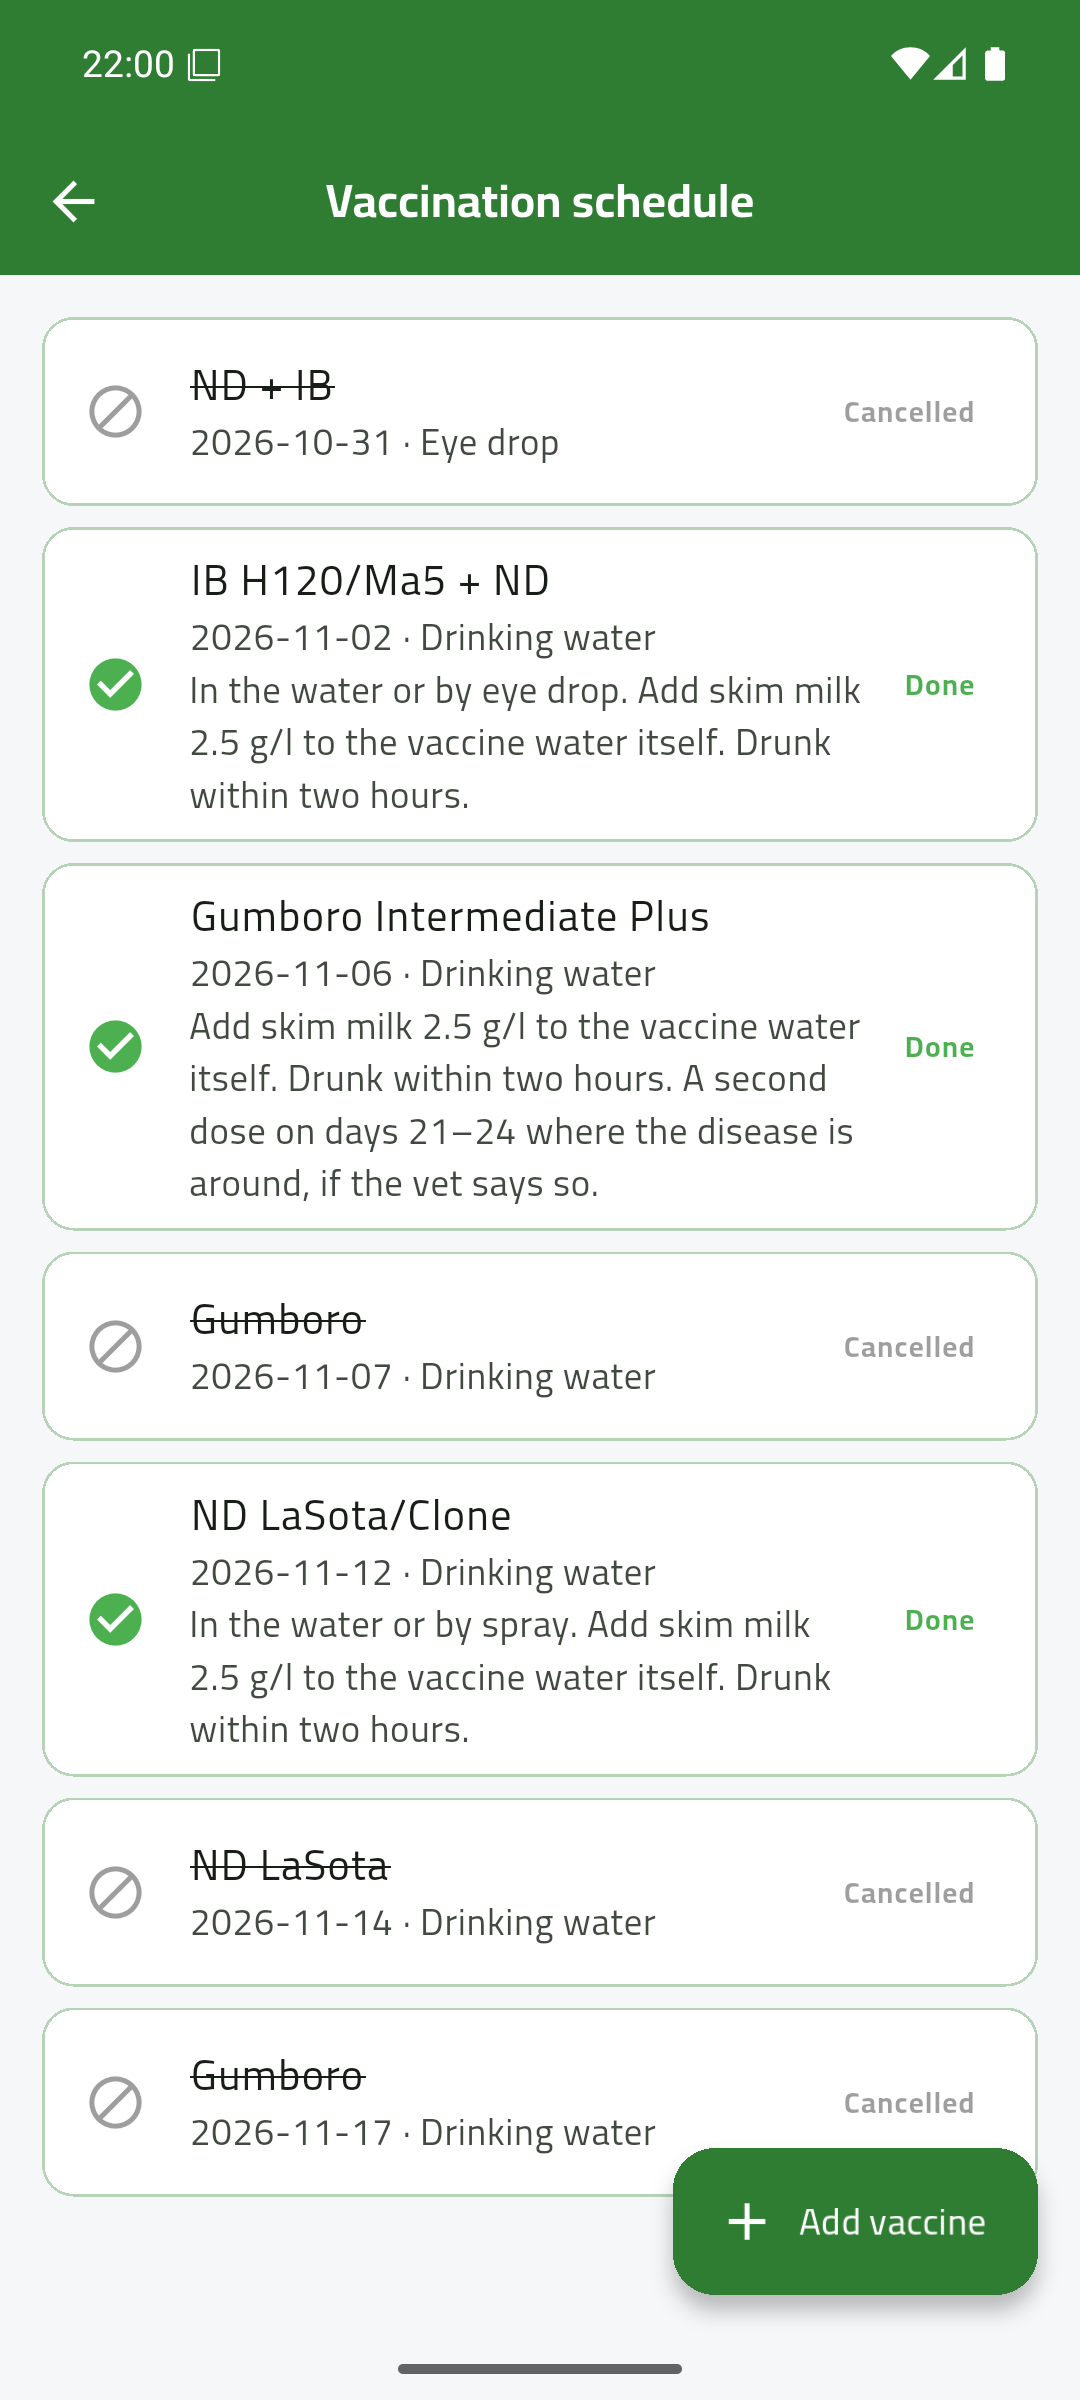 22:00
Vaccination schedule
ND + IB
2026-10-31 · Eye drop
Cancelled
IB H120/Ma5 + ND
2026-11-02 · Drinking water
In the water or by eye drop. Add skim milk
2.5 g/l to the vaccine water itself. Drunk
within two hours.
Done
Gumboro Intermediate Plus
2026-11-06 · Drinking water
Add skim milk 2.5 g/l to the vaccine water
itself. Drunk within two hours. A second
dose on days 21–24 where the disease is
around, if the vet says so.
Done
Gumboro
2026-11-07 · Drinking water
Cancelled
ND LaSota/Clone
2026-11-12 · Drinking water
In the water or by spray. Add skim milk
2.5 g/l to the vaccine water itself. Drunk
within two hours.
Done
ND LaSota
2026-11-14 · Drinking water
Cancelled
Gumboro
2026-11-17 · Drinking water
Cancelled
Add vaccine